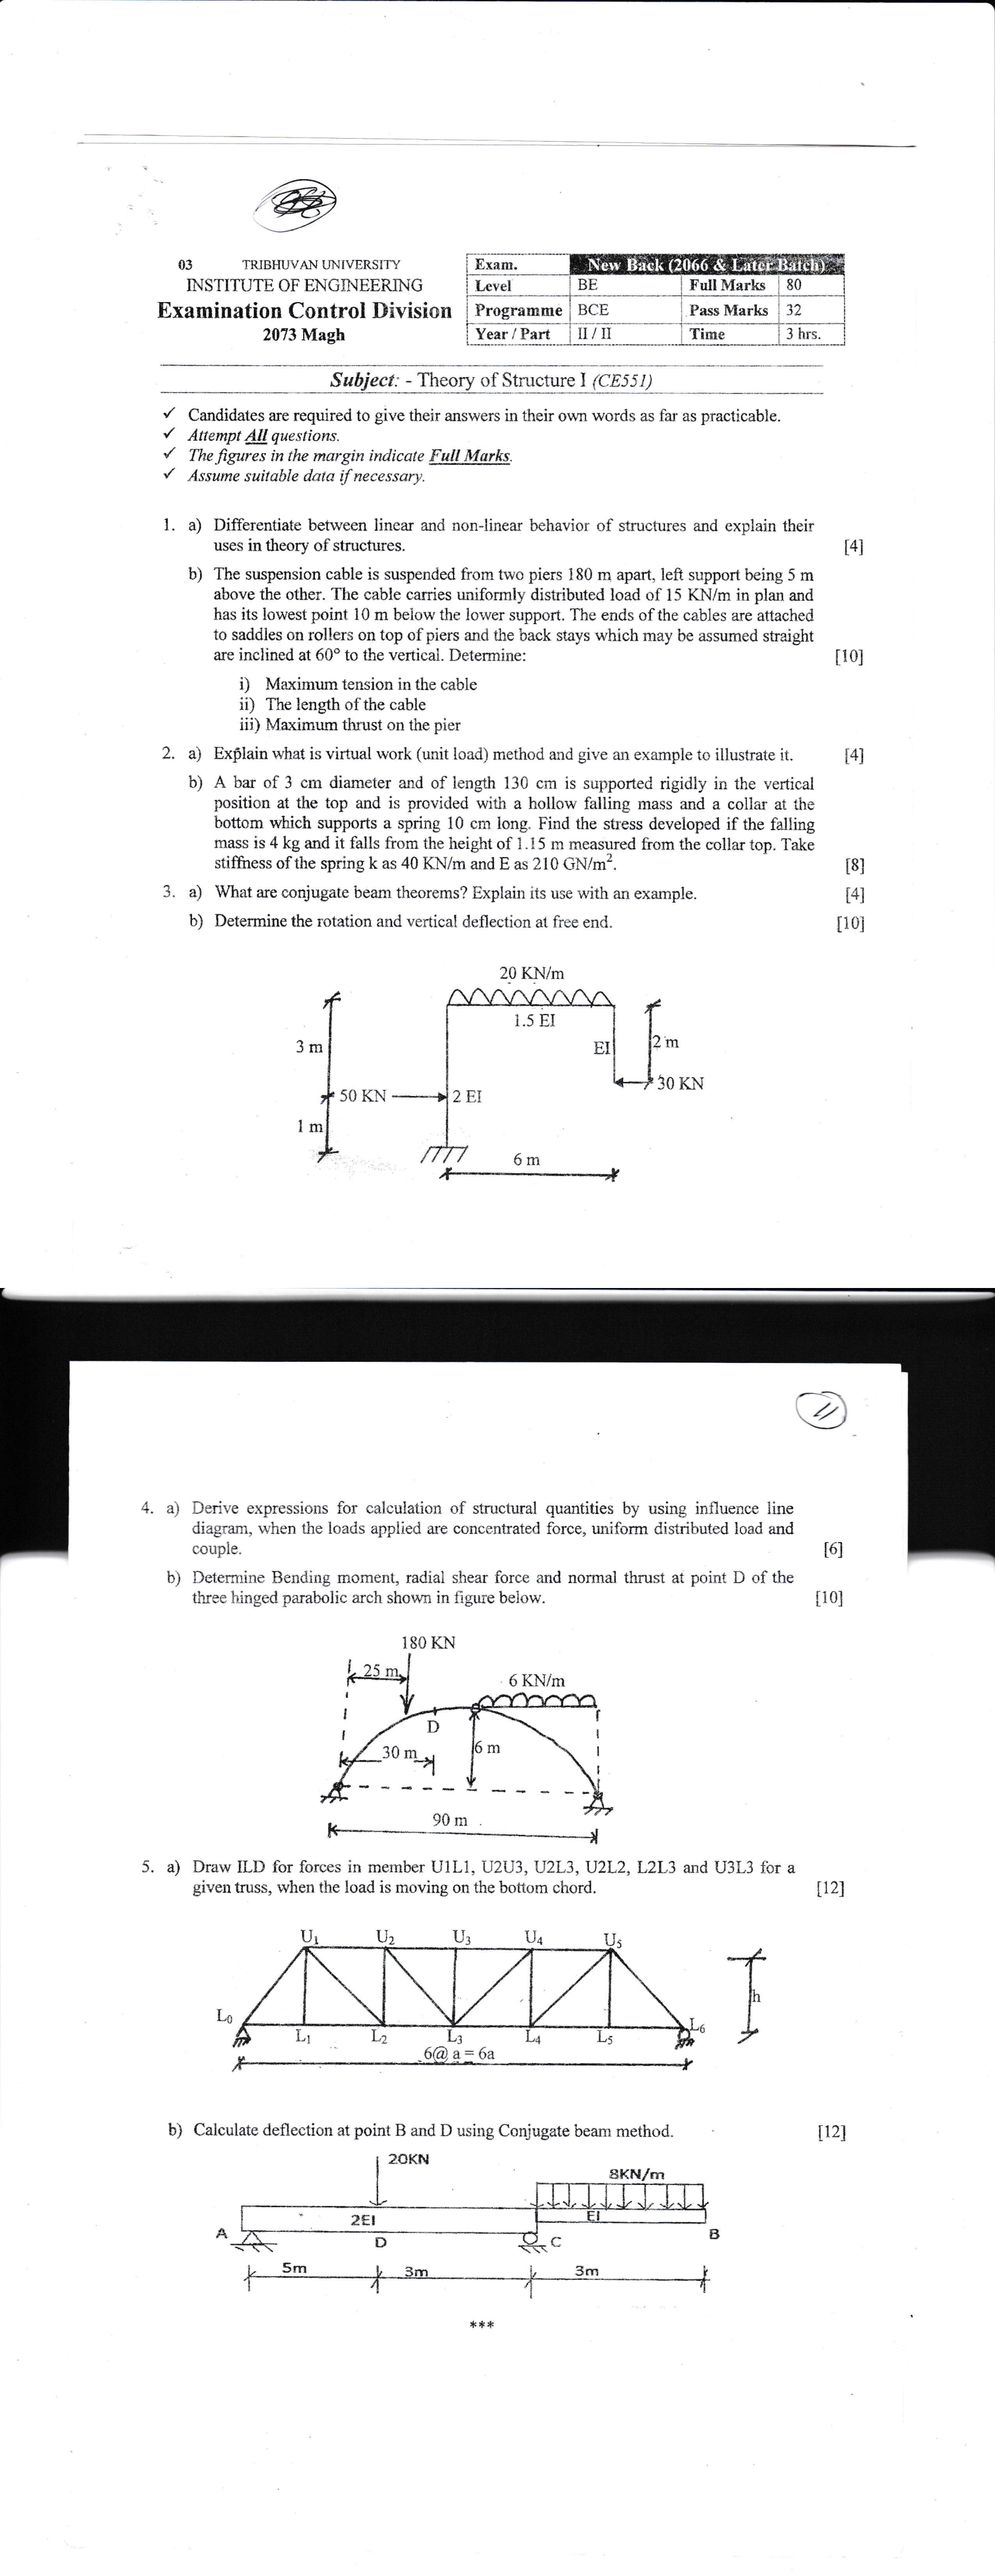 03 TRIBHUVAN UNIVERSITY
INSTITUTE OF ENGINEERING
Examination Control Division
2073 Magh
Exam. New Back (2066 & Later Batch)
Level BE Full Marks 80
Programme BCE Pass Marks 32
Year / Part II / II Time 3 hrs.
Subject: - Theory of Structure I (CE551)
✓ Candidates are required to give their answers in their own words as far as practicable.
✓ Attempt All questions.
✓ The figures in the margin indicate Full Marks.
✓ Assume suitable data if necessary.
1. a) Differentiate between linear and non-linear behavior of structures and explain their
uses in theory of structures. [4]
b) The suspension cable is suspended from two piers 180 m apart, left support being 5 m
above the other. The cable carries uniformly distributed load of 15 KN/m in plan and
has its lowest point 10 m below the lower support. The ends of the cables are attached
to saddles on rollers on top of piers and the back stays which may be assumed straight
are inclined at 60° to the vertical. Determine: [10]
i) Maximum tension in the cable
ii) The length of the cable
iii) Maximum thrust on the pier
2. a) Explain what is virtual work (unit load) method and give an example to illustrate it. [4]
b) A bar of 3 cm diameter and of length 130 cm is supported rigidly in the vertical
position at the top and is provided with a hollow falling mass and a collar at the
bottom which supports a spring 10 cm long. Find the stress developed if the falling
mass is 4 kg and it falls from the height of 1.15 m measured from the collar top. Take
stiffness of the spring k as 40 KN/m and E as 210 GN/m². [8]
3. a) What are conjugate beam theorems? Explain its use with an example. [4]
b) Determine the rotation and vertical deflection at free end. [10]
20 KN/m
1.5 EI
3 m
EI
2 m
30 KN
50 KN
2 EI
1 m
6 m
11
4. a) Derive expressions for calculation of structural quantities by using influence line
diagram, when the loads applied are concentrated force, uniform distributed load and
couple. [6]
b) Determine Bending moment, radial shear force and normal thrust at point D of the
three hinged parabolic arch shown in figure below. [10]
180 KN
25 m
6 KN/m
D
30 m
6 m
90 m
5. a) Draw ILD for forces in member U1L1, U2U3, U2L3, U2L2, L2L3 and U3L3 for a
given truss, when the load is moving on the bottom chord. [12]
U1 U2 U3 U4 U5
h
L0 L6
L1 L2 L3 L4 L5
6@ a = 6a
b) Calculate deflection at point B and D using Conjugate beam method. [12]
20KN
8KN/m
2EI EI
A D C B
5m 3m 3m
***